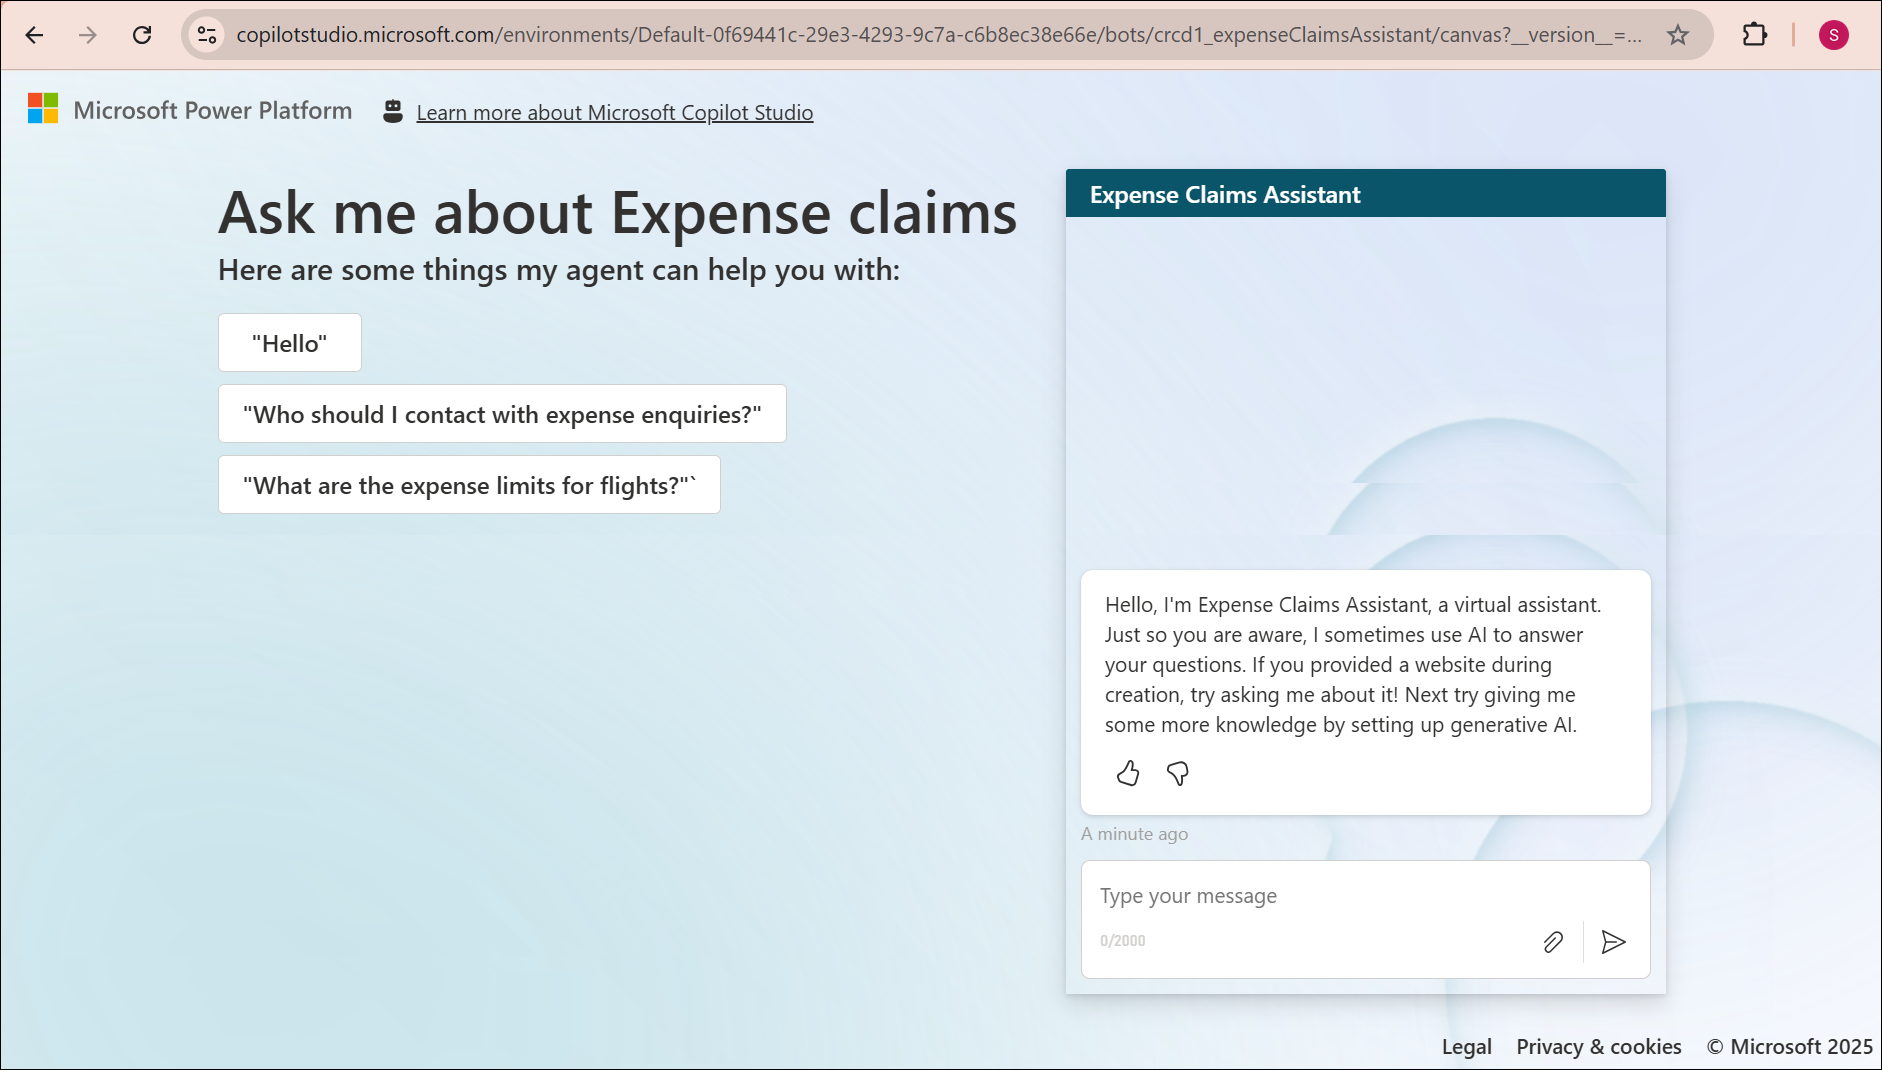 copilotstudio.microsoft.com/environments/Default-0f69441c-29e3-4293-9c7a-c6b8ec38e66e/bots/crcd1_expenseClaimsAssistant/canvas?__version__=...
S
Microsoft Power Platform
Learn more about Microsoft Copilot Studio
Ask me about Expense claims
Here are some things my agent can help you with:
"Hello"
"Who should I contact with expense enquiries?"
"What are the expense limits for flights?"`
Expense Claims Assistant
Hello, I'm Expense Claims Assistant, a virtual assistant.
Just so you are aware, I sometimes use AI to answer
your questions. If you provided a website during
creation, try asking me about it! Next try giving me
some more knowledge by setting up generative AI.
A minute ago
Type your message
0/2000
Legal
Privacy & cookies
© Microsoft 2025